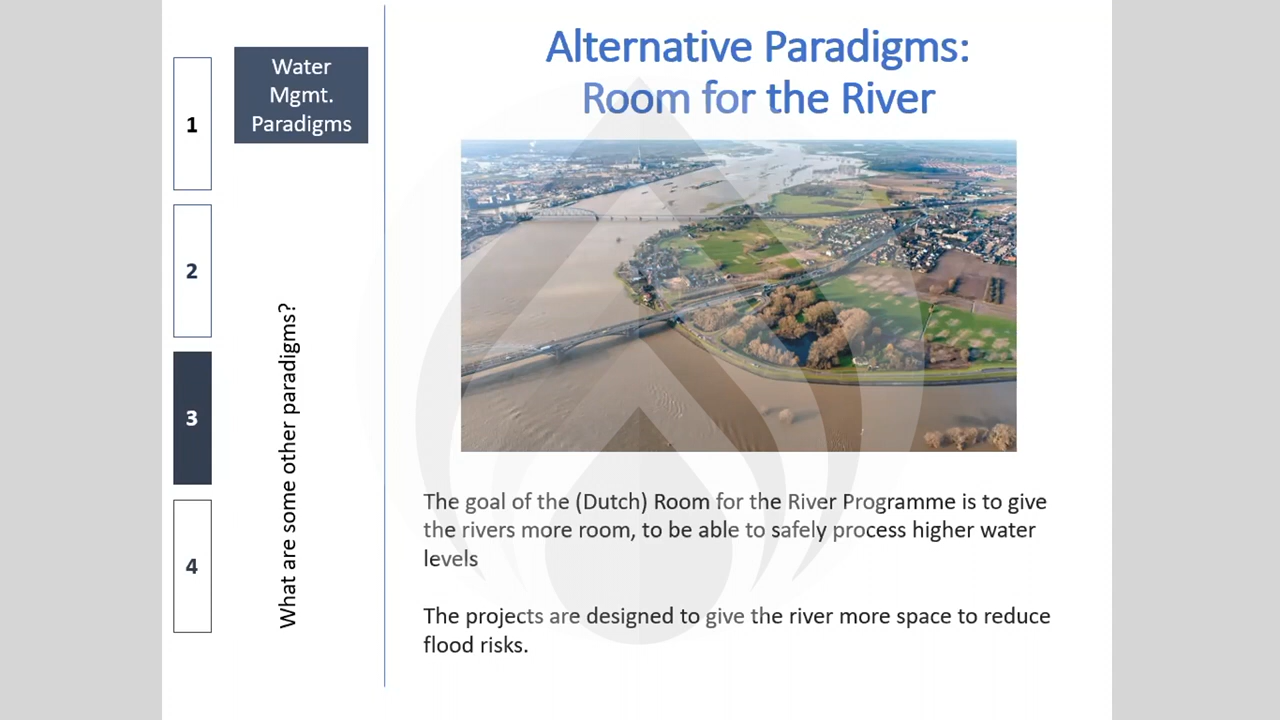 1
2
3
4
Water
Mgmt.
Paradigms
What are some other paradigms?
Alternative Paradigms:
Room for the River
The goal of the (Dutch) Room for the River Programme is to give
the rivers more room, to be able to safely process higher water
levels
The projects are designed to give the river more space to reduce
flood risks.